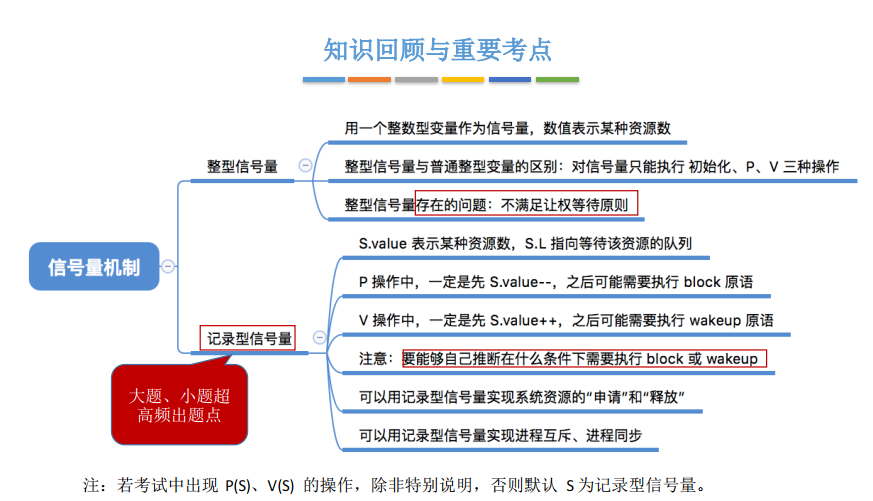 知识回顾与重要考点
用一个整数型变量作为信号量，数值表示某种资源数
整型信号量
整型信号量与普通整型变量的区别：对信号量只能执行 初始化、P、V 三种操作
整型信号量存在的问题：不满足让权等待原则
信号量机制
S.value 表示某种资源数，S.L 指向等待该资源的队列
P 操作中，一定是先 S.value--，之后可能需要执行 block 原语
V 操作中，一定是先 S.value++，之后可能需要执行 wakeup 原语
记录型信号量
注意：要能够自己推断在什么条件下需要执行 block 或 wakeup
可以用记录型信号量实现系统资源的“申请”和“释放”
可以用记录型信号量实现进程互斥、进程同步
大题、小题超
高频出题点
注：若考试中出现 P(S)、V(S) 的操作，除非特别说明，否则默认 S 为记录型信号量。